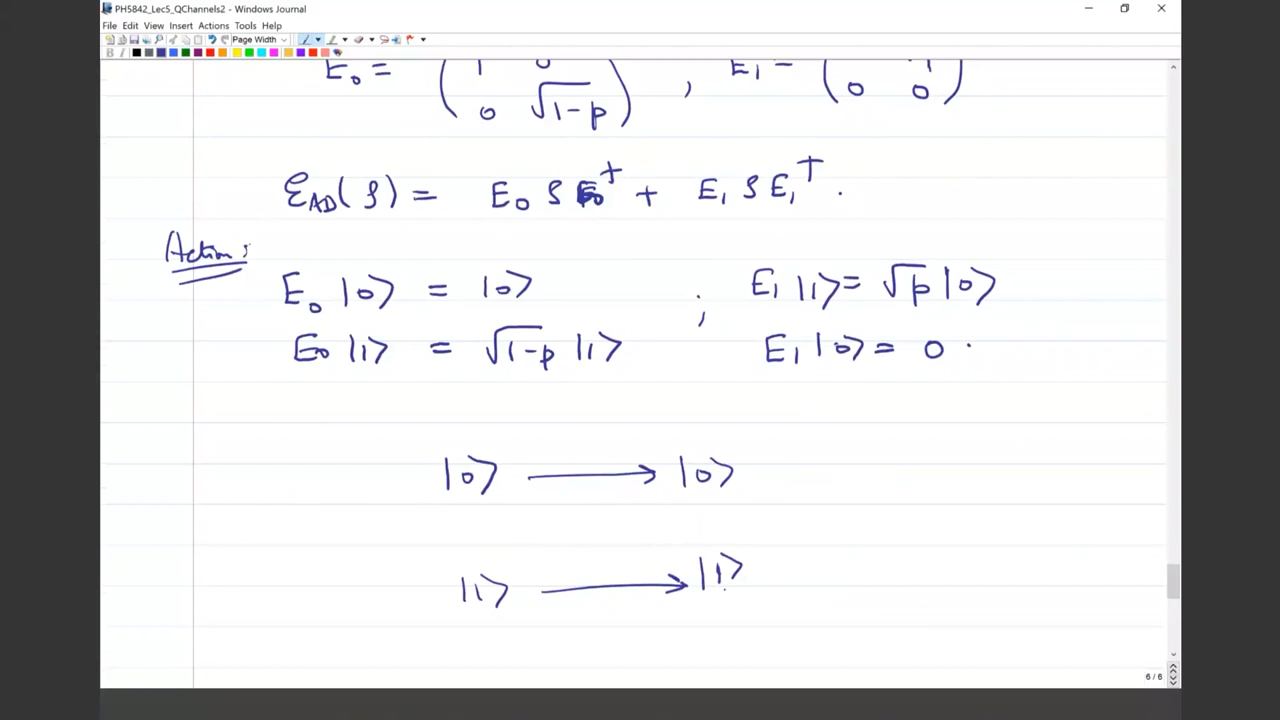 PH5842_Lec5_QChannels2 - Windows Journal
File Edit View Insert Actions Tools Help
Page Width
B I
E₀ = ( 1 0 , E₁ =
0 √1-p ) ( 0 0 )
ℰ_AD(ρ) = E₀ ρ E₀† + E₁ ρ E₁† .
Action :
E₀ |0> = |0> ; E₁ |1> = √p |0>
E₀ |1> = √1-p |1> E₁ |0> = 0 .
|0> ⟶ |0>
|1> ⟶ |1>
6 / 6